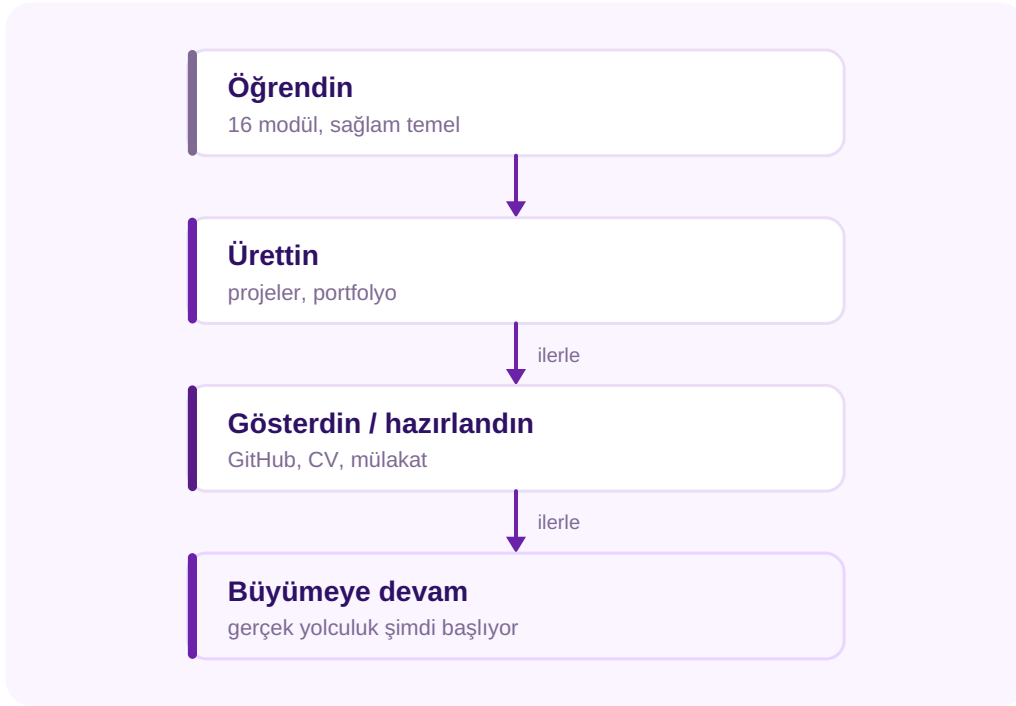 Öğrendin
16 modül, sağlam temel
Ürettin
projeler, portfolyo
ilerle
Gösterdin / hazırlandın
GitHub, CV, mülakat
ilerle
Büyümeye devam
gerçek yolculuk şimdi başlıyor